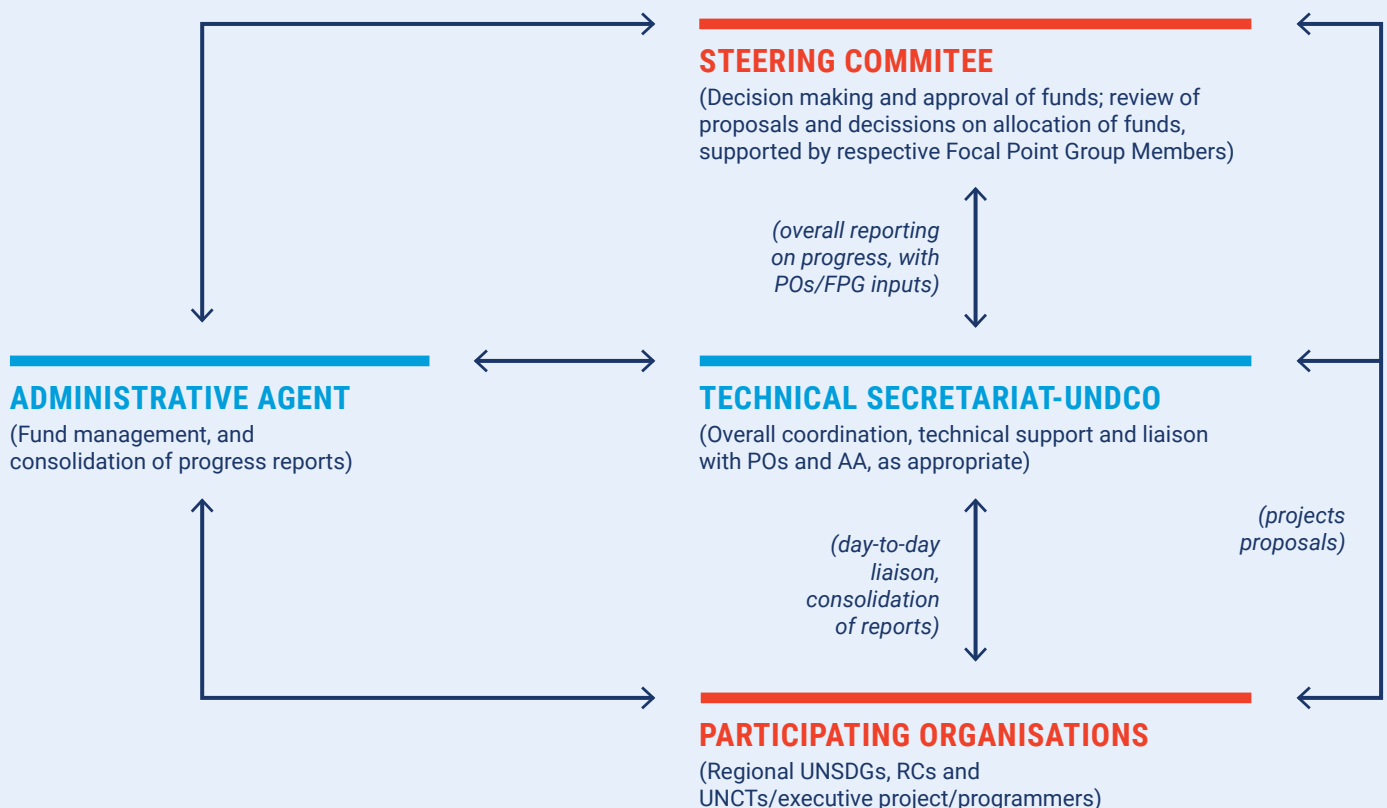 STEERING COMMITEE
(Decision making and approval of funds; review of
proposals and decissions on allocation of funds,
supported by respective Focal Point Group Members)
(overall reporting
on progress, with
POs/FPG inputs)
ADMINISTRATIVE AGENT
(Fund management, and
consolidation of progress reports)
TECHNICAL SECRETARIAT-UNDCO
(Overall coordination, technical support and liaison
with POs and AA, as appropriate)
(day-to-day
liaison,
consolidation
of reports)
(projects
proposals)
PARTICIPATING ORGANISATIONS
(Regional UNSDGs, RCs and
UNCTs/executive project/programmers)